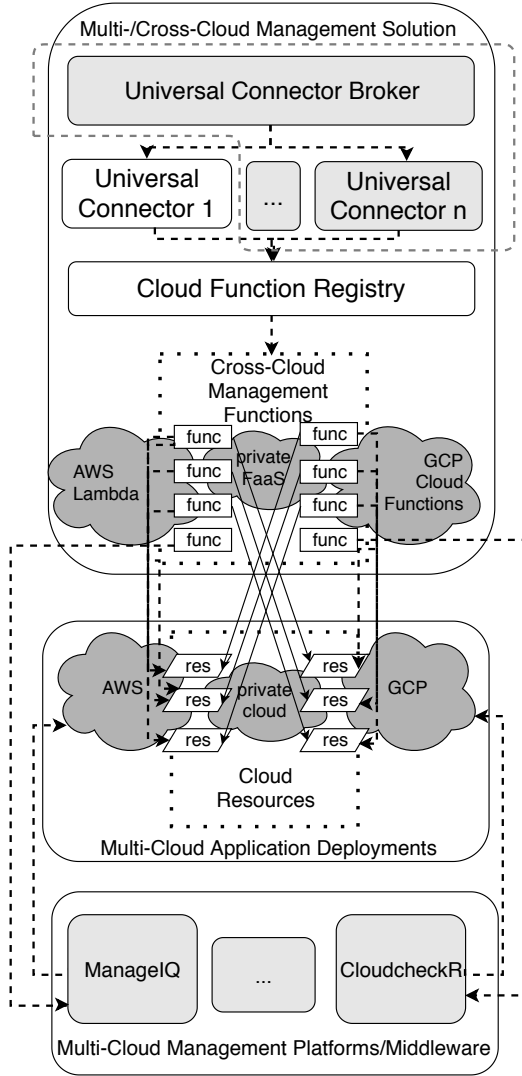 Multi-/Cross-Cloud Management Solution
Universal Connector Broker
Universal
Connector 1
...
Universal
Connector n
Cloud Function Registry
Cross-Cloud
Management
Functions
AWS
Lambda
func
func
func
func
private
FaaS
func
func
func
func
GCP
Cloud
Functions
AWS
res
res
res
private
cloud
res
res
res
GCP
Cloud
Resources
Multi-Cloud Application Deployments
ManageIQ
...
CloudcheckR
Multi-Cloud Management Platforms/Middleware